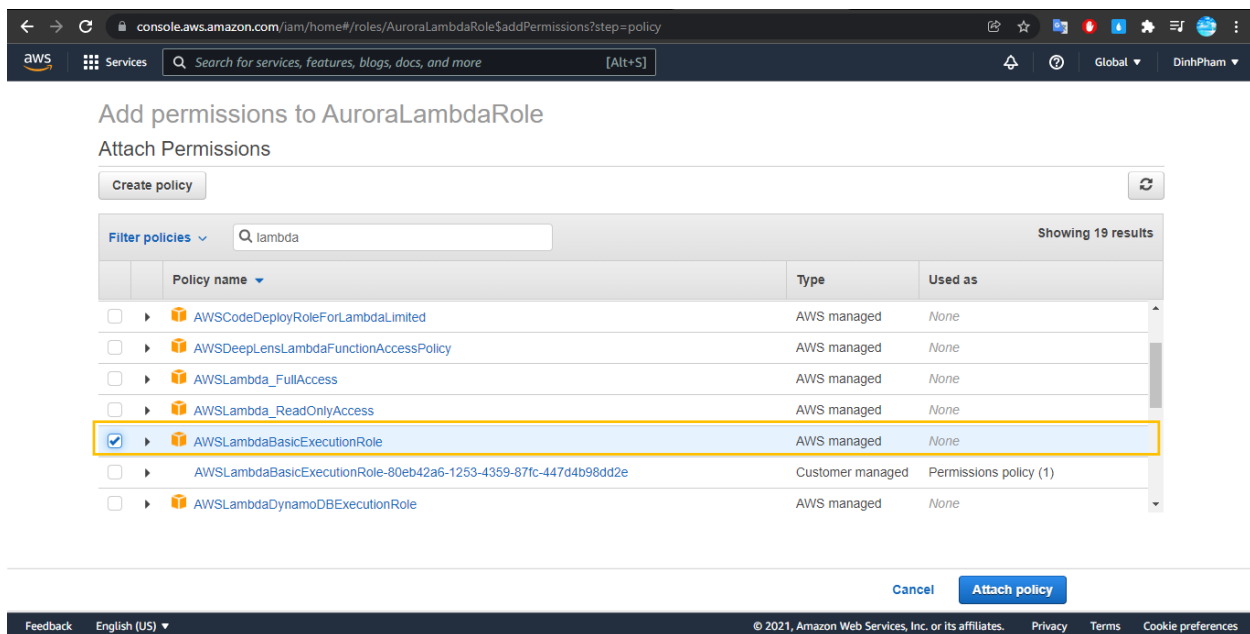 console.aws.amazon.com/iam/home#/roles/AuroraLambdaRole$addPermissions?step=policy
aws Services Search for services, features, blogs, docs, and more [Alt+S] Global DinhPham
Add permissions to AuroraLambdaRole
Attach Permissions
Create policy
Filter policies lambda Showing 19 results
Policy name Type Used as
AWSCodeDeployRoleForLambdaLimited AWS managed None
AWSDeepLensLambdaFunctionAccessPolicy AWS managed None
AWSLambda_FullAccess AWS managed None
AWSLambda_ReadOnlyAccess AWS managed None
AWSLambdaBasicExecutionRole AWS managed None
AWSLambdaBasicExecutionRole-80eb42a6-1253-4359-87fc-447d4b98dd2e Customer managed Permissions policy (1)
AWSLambdaDynamoDBExecutionRole AWS managed None
Cancel Attach policy
Feedback English (US) © 2021, Amazon Web Services, Inc. or its affiliates. Privacy Terms Cookie preferences